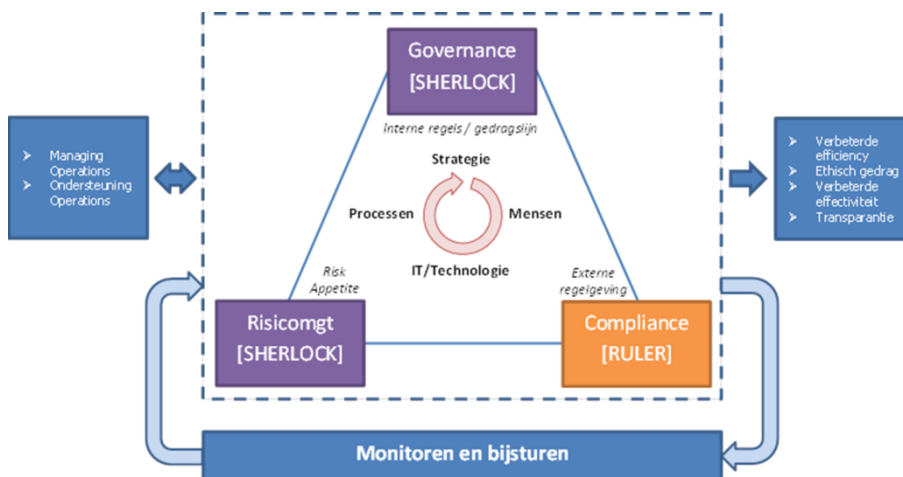 Governance
[SHERLOCK]
Interne regels / gedragslijn
Managing
Operations
Ondersteuning
Operations
Strategie
Processen
Mensen
IT/Technologie
Verbeterde
efficiency
Ethisch gedrag
Verbeterde
effectiviteit
Transparantie
Risk
Appetite
Externe
regelgeving
Risicomgt
[SHERLOCK]
Compliance
[RULER]
Monitoren en bijsturen